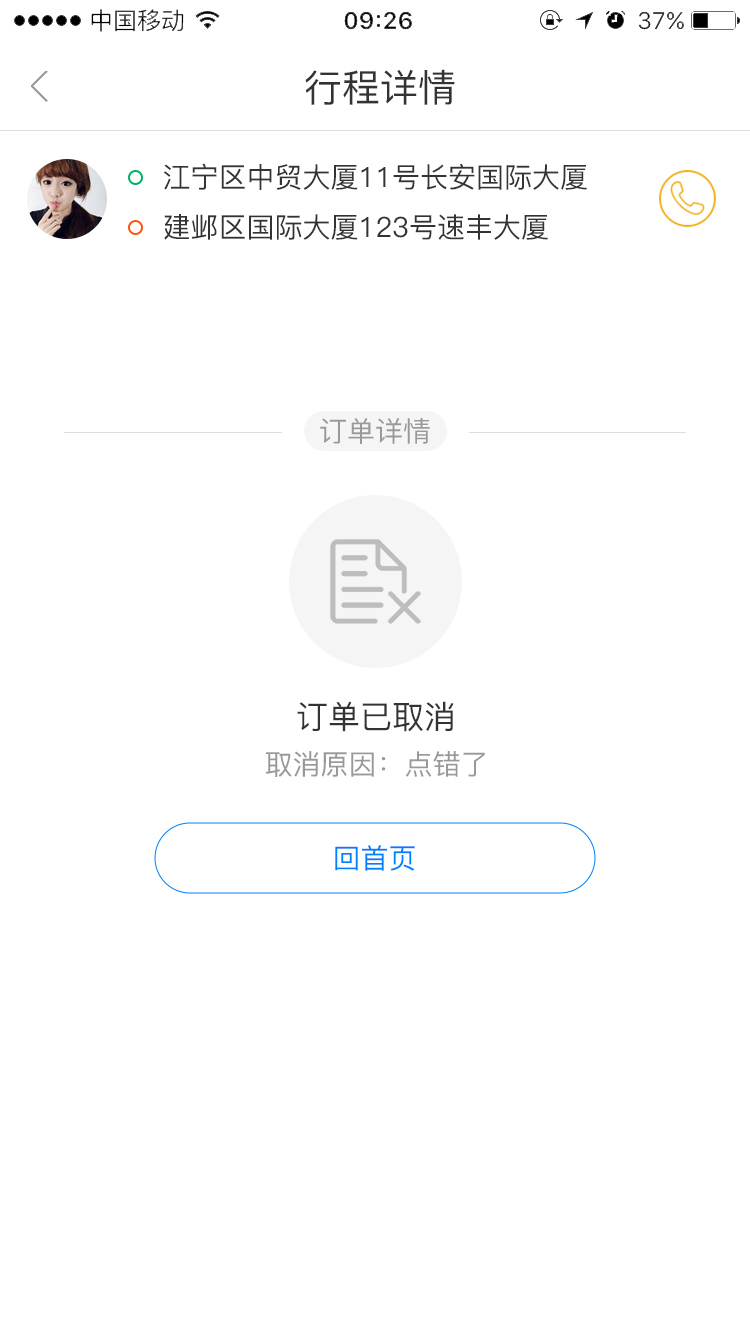 中国移动 09:26 37%
行程详情
江宁区中贸大厦11号长安国际大厦
建邺区国际大厦123号速丰大厦
订单详情
订单已取消
取消原因：点错了
回首页